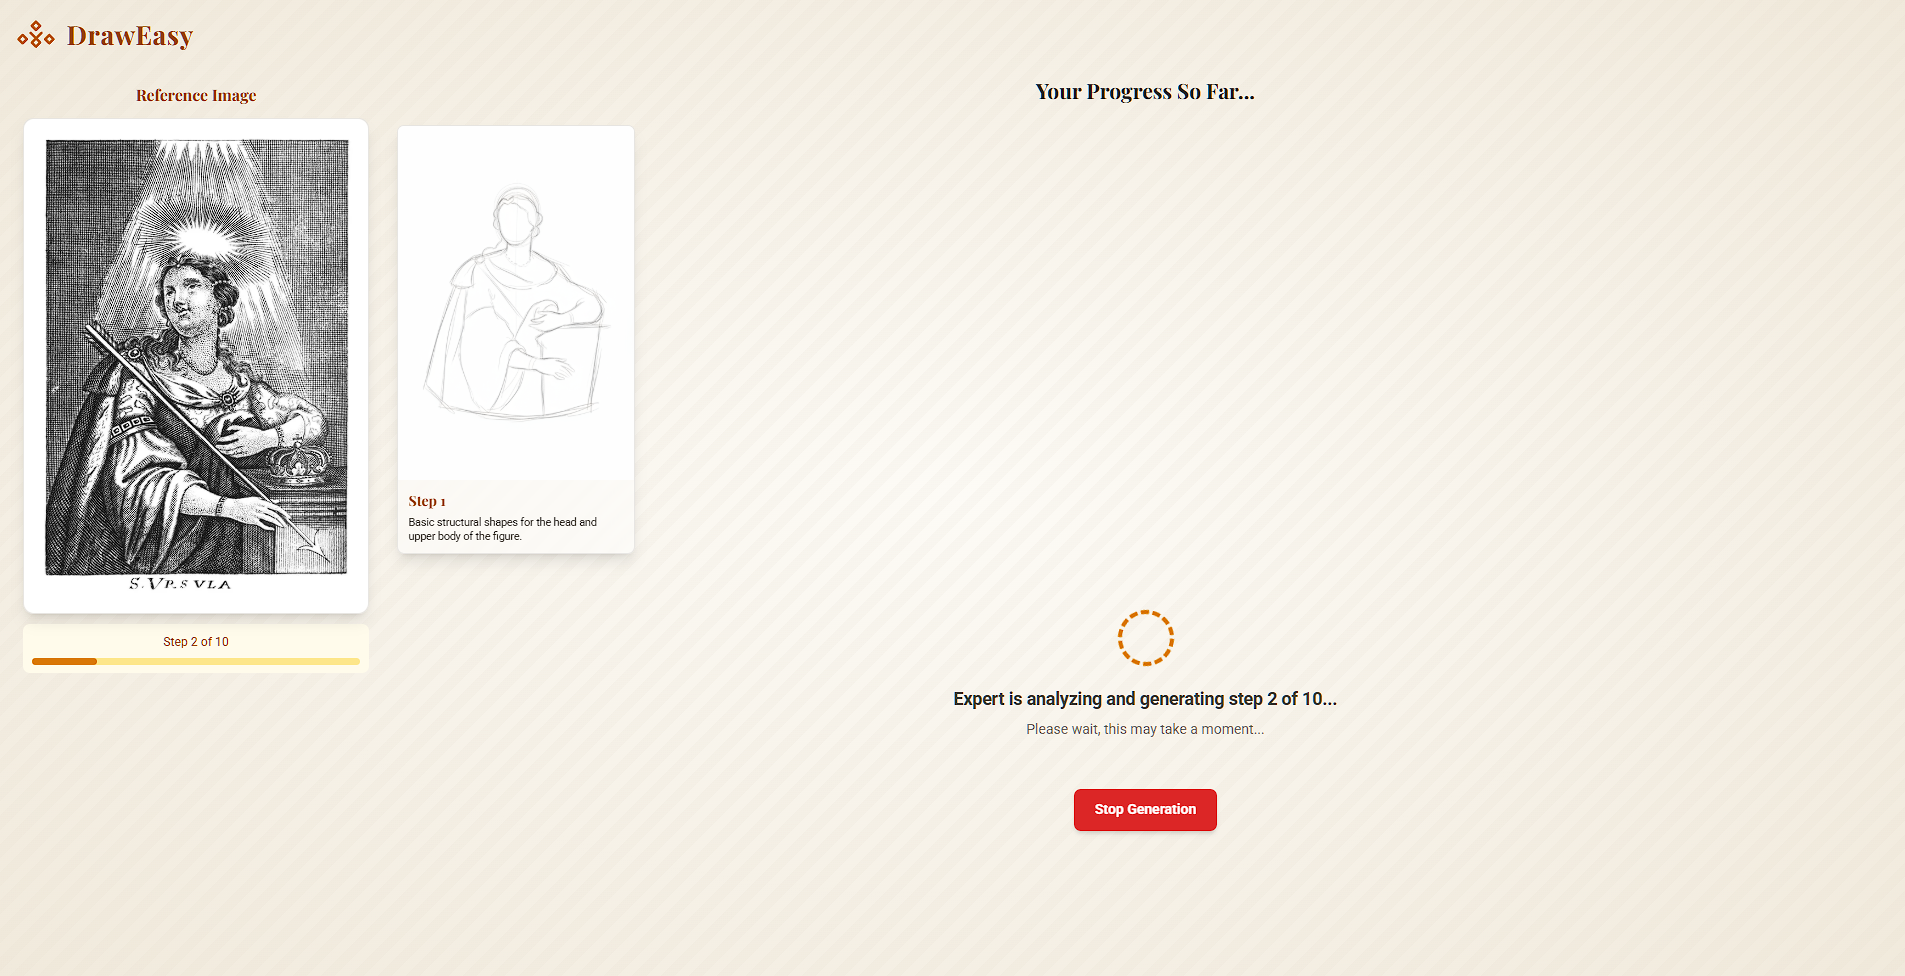 DrawEasy
Reference Image
S. VP. S VLA
Step 2 of 10
Your Progress So Far...
Step 1
Basic structural shapes for the head and
upper body of the figure.
Expert is analyzing and generating step 2 of 10...
Please wait, this may take a moment...
Stop Generation